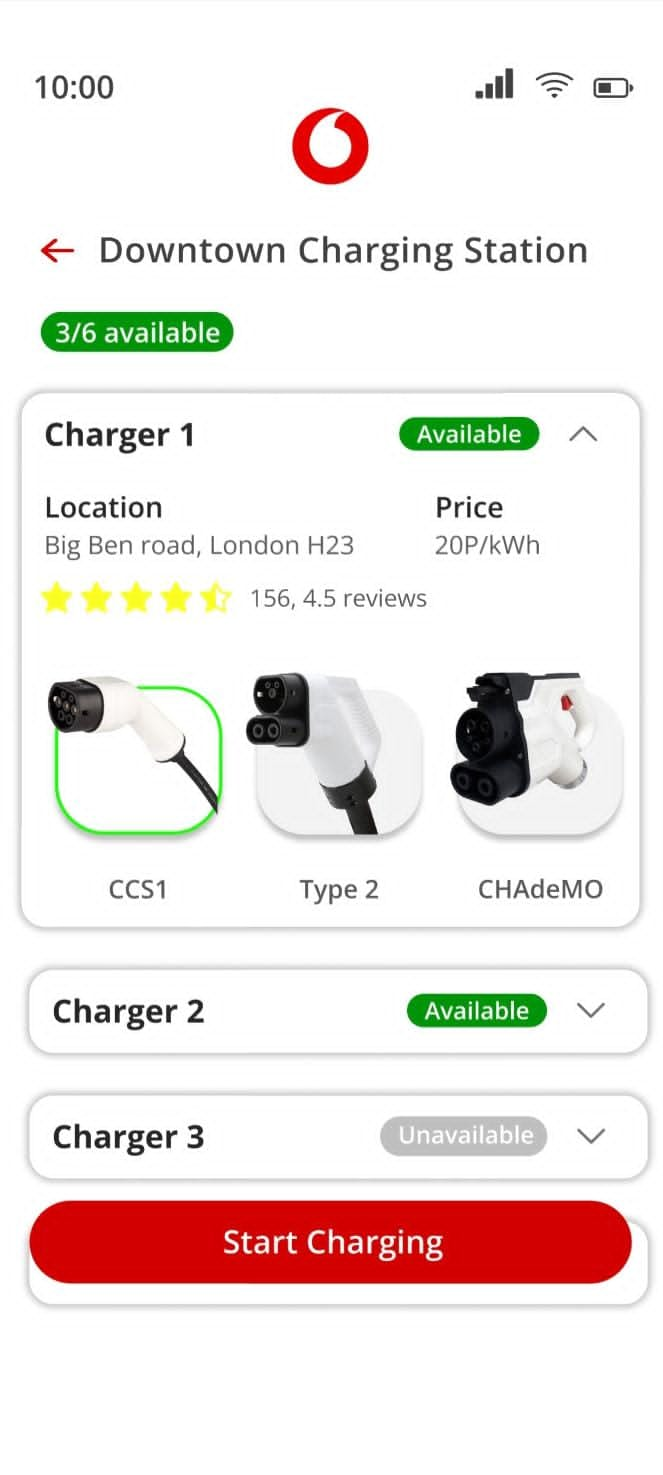 10:00
Downtown Charging Station
3/6 available
Charger 1 Available
Location Price
Big Ben road, London H23 20P/kWh
156, 4.5 reviews
CCS1 Type 2 CHAdeMO
Charger 2 Available
Charger 3 Unavailable
Start Charging